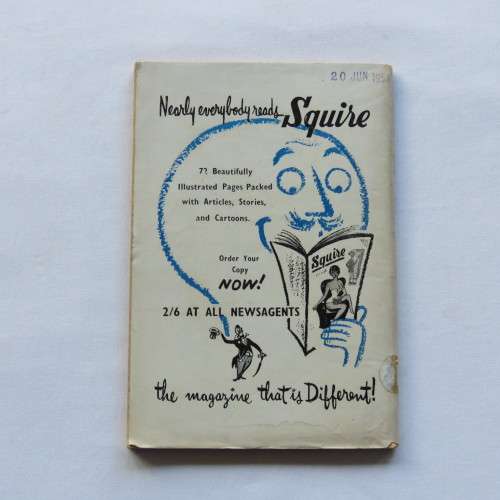 20 JUN 195
Nearly everybody reads Squire
72 Beautifully
Illustrated Pages Packed
with Articles, Stories,
and Cartoons.
Squire
Order Your
Copy
NOW!
2/6 AT ALL NEWSAGENTS
the magazine that is Different!